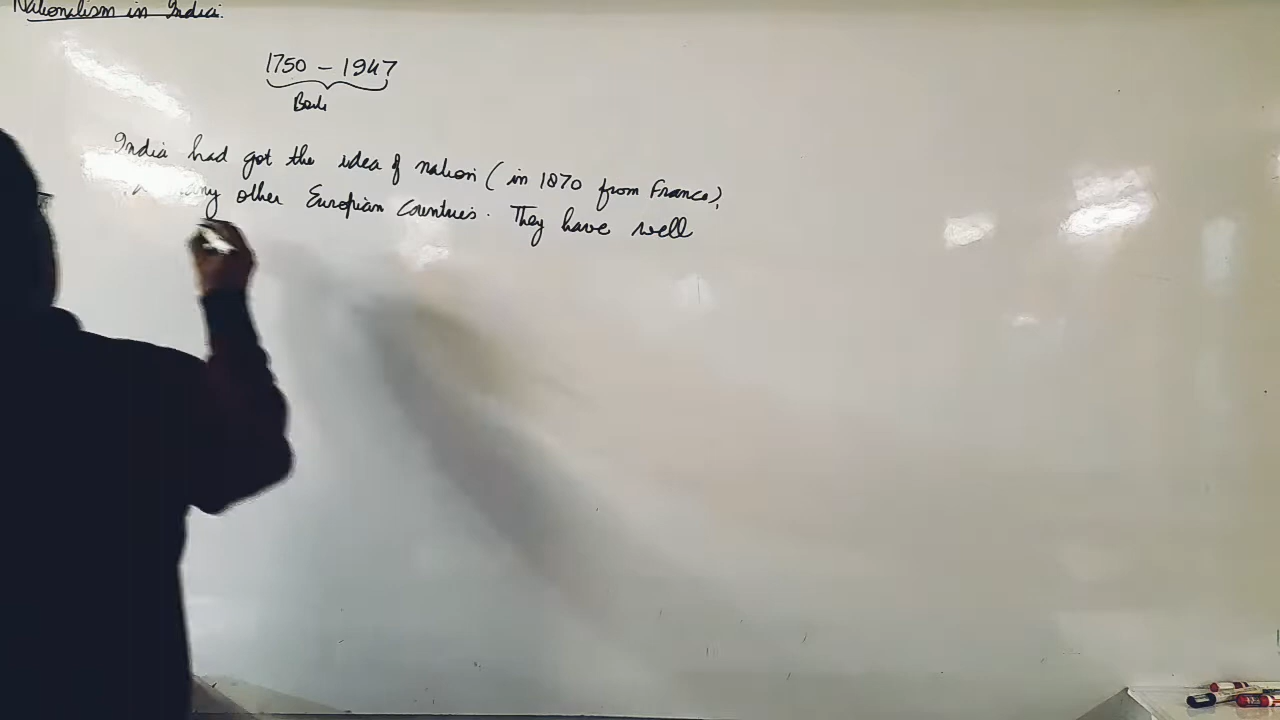 Nationalism in India.
1750 - 1947
India had got the idea of nation (in 1870 from France),
many other European Countries. They have well